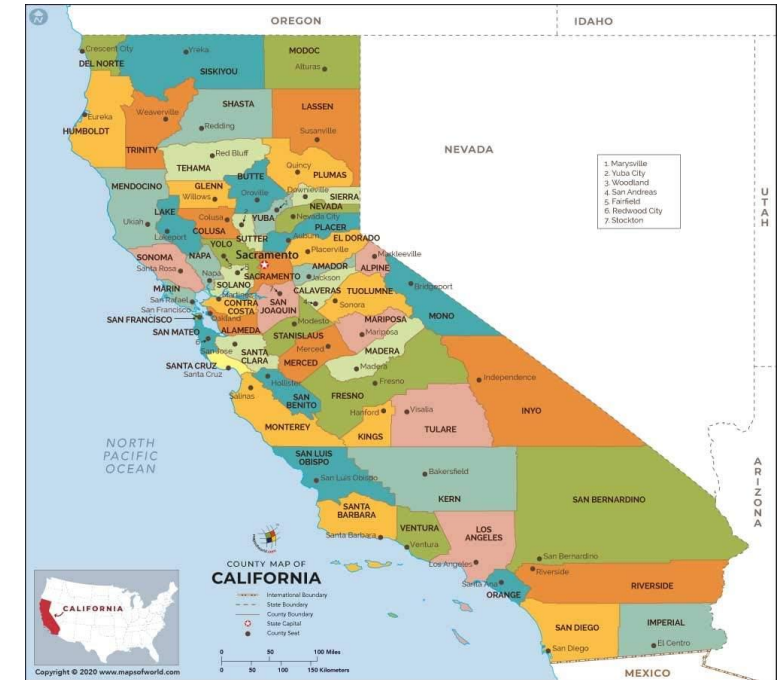 OREGON
IDAHO
Crescent City
DEL NORTE
Yreka
SISKIYOU
MODOC
Alturas
Eureka
HUMBOLDT
Weaverville
TRINITY
SHASTA
Redding
LASSEN
Susanville
NEVADA
1. Marysville
2. Yuba City
3. Woodland
4. San Andreas
5. Fairfield
6. Redwood City
7. Stockton
UTAH
Red Bluff
TEHAMA
Quincy
PLUMAS
MENDOCINO
GLENN
Willows
BUTTE
Oroville
Downieville
SIERRA
Ukiah
LAKE
Lakeport
Colusa
COLUSA
2
1
YUBA
SUTTER
NEVADA
Nevada City
PLACER
Auburn
EL DORADO
Placerville
SONOMA
Santa Rosa
NAPA
Napa
YOLO
3
Sacramento
SACRAMENTO
5
SOLANO
AMADOR
Jackson
ALPINE
Markleeville
MARIN
San Rafael
Martinez
CONTRA
COSTA
7
SAN
JOAQUIN
CALAVERAS
4
TUOLUMNE
Sonora
Bridgeport
MONO
San Francisco
SAN FRANCISCO
Oakland
ALAMEDA
Modesto
STANISLAUS
MARIPOSA
Mariposa
SAN MATEO
6
San Jose
SANTA
CLARA
Merced
MERCED
MADERA
Madera
SANTA CRUZ
Santa Cruz
Hollister
SAN
BENITO
FRESNO
Fresno
Independence
INYO
Salinas
MONTEREY
Hanford
KINGS
Visalia
TULARE
NORTH
PACIFIC
OCEAN
SAN LUIS
OBISPO
San Luis Obispo
Bakersfield
KERN
SAN BERNARDINO
San Bernardino
ARIZONA
SANTA
BARBARA
Santa Barbara
VENTURA
Ventura
LOS
ANGELES
Los Angeles
Santa Ana
ORANGE
Riverside
RIVERSIDE
SAN DIEGO
San Diego
IMPERIAL
El Centro
MEXICO
COUNTY MAP OF
CALIFORNIA
International Boundary
State Boundary
County Boundary
State Capital
County Seat
0 50 100 Miles
0 50 100 150 Kilometers
CALIFORNIA
Copyright © 2020 www.mapsofworld.com